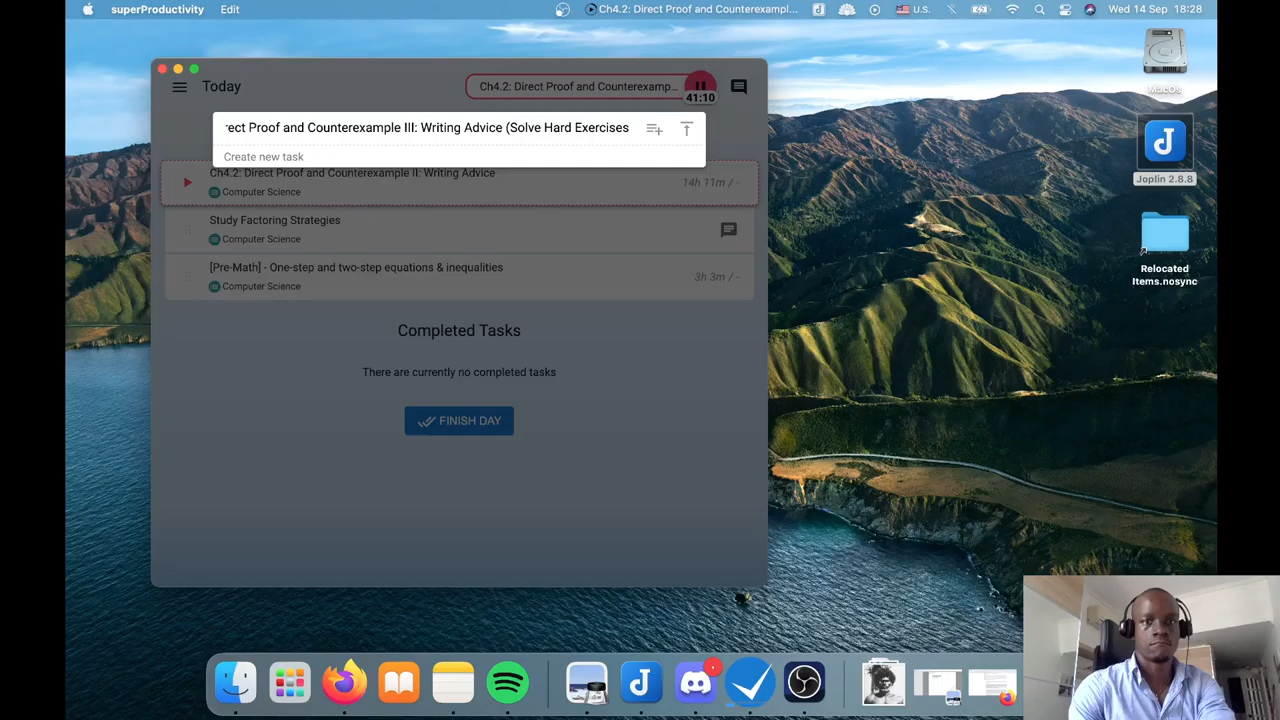 superProductivity Edit Ch4.2: Direct Proof and Counterexampl... U.S. Wed 14 Sep 18:28
Today
Ch4.2: Direct Proof and Counterexamp...
41:10
rect Proof and Counterexample III: Writing Advice (Solve Hard Exercises
Create new task
Ch4.2: Direct Proof and Counterexample II: Writing Advice
Computer Science
14h 11m / -
Study Factoring Strategies
Computer Science
[Pre-Math] - One-step and two-step equations & inequalities
Computer Science
3h 3m / -
Completed Tasks
There are currently no completed tasks
FINISH DAY
MacOs
Joplin 2.8.8
Relocated
Items.nosync